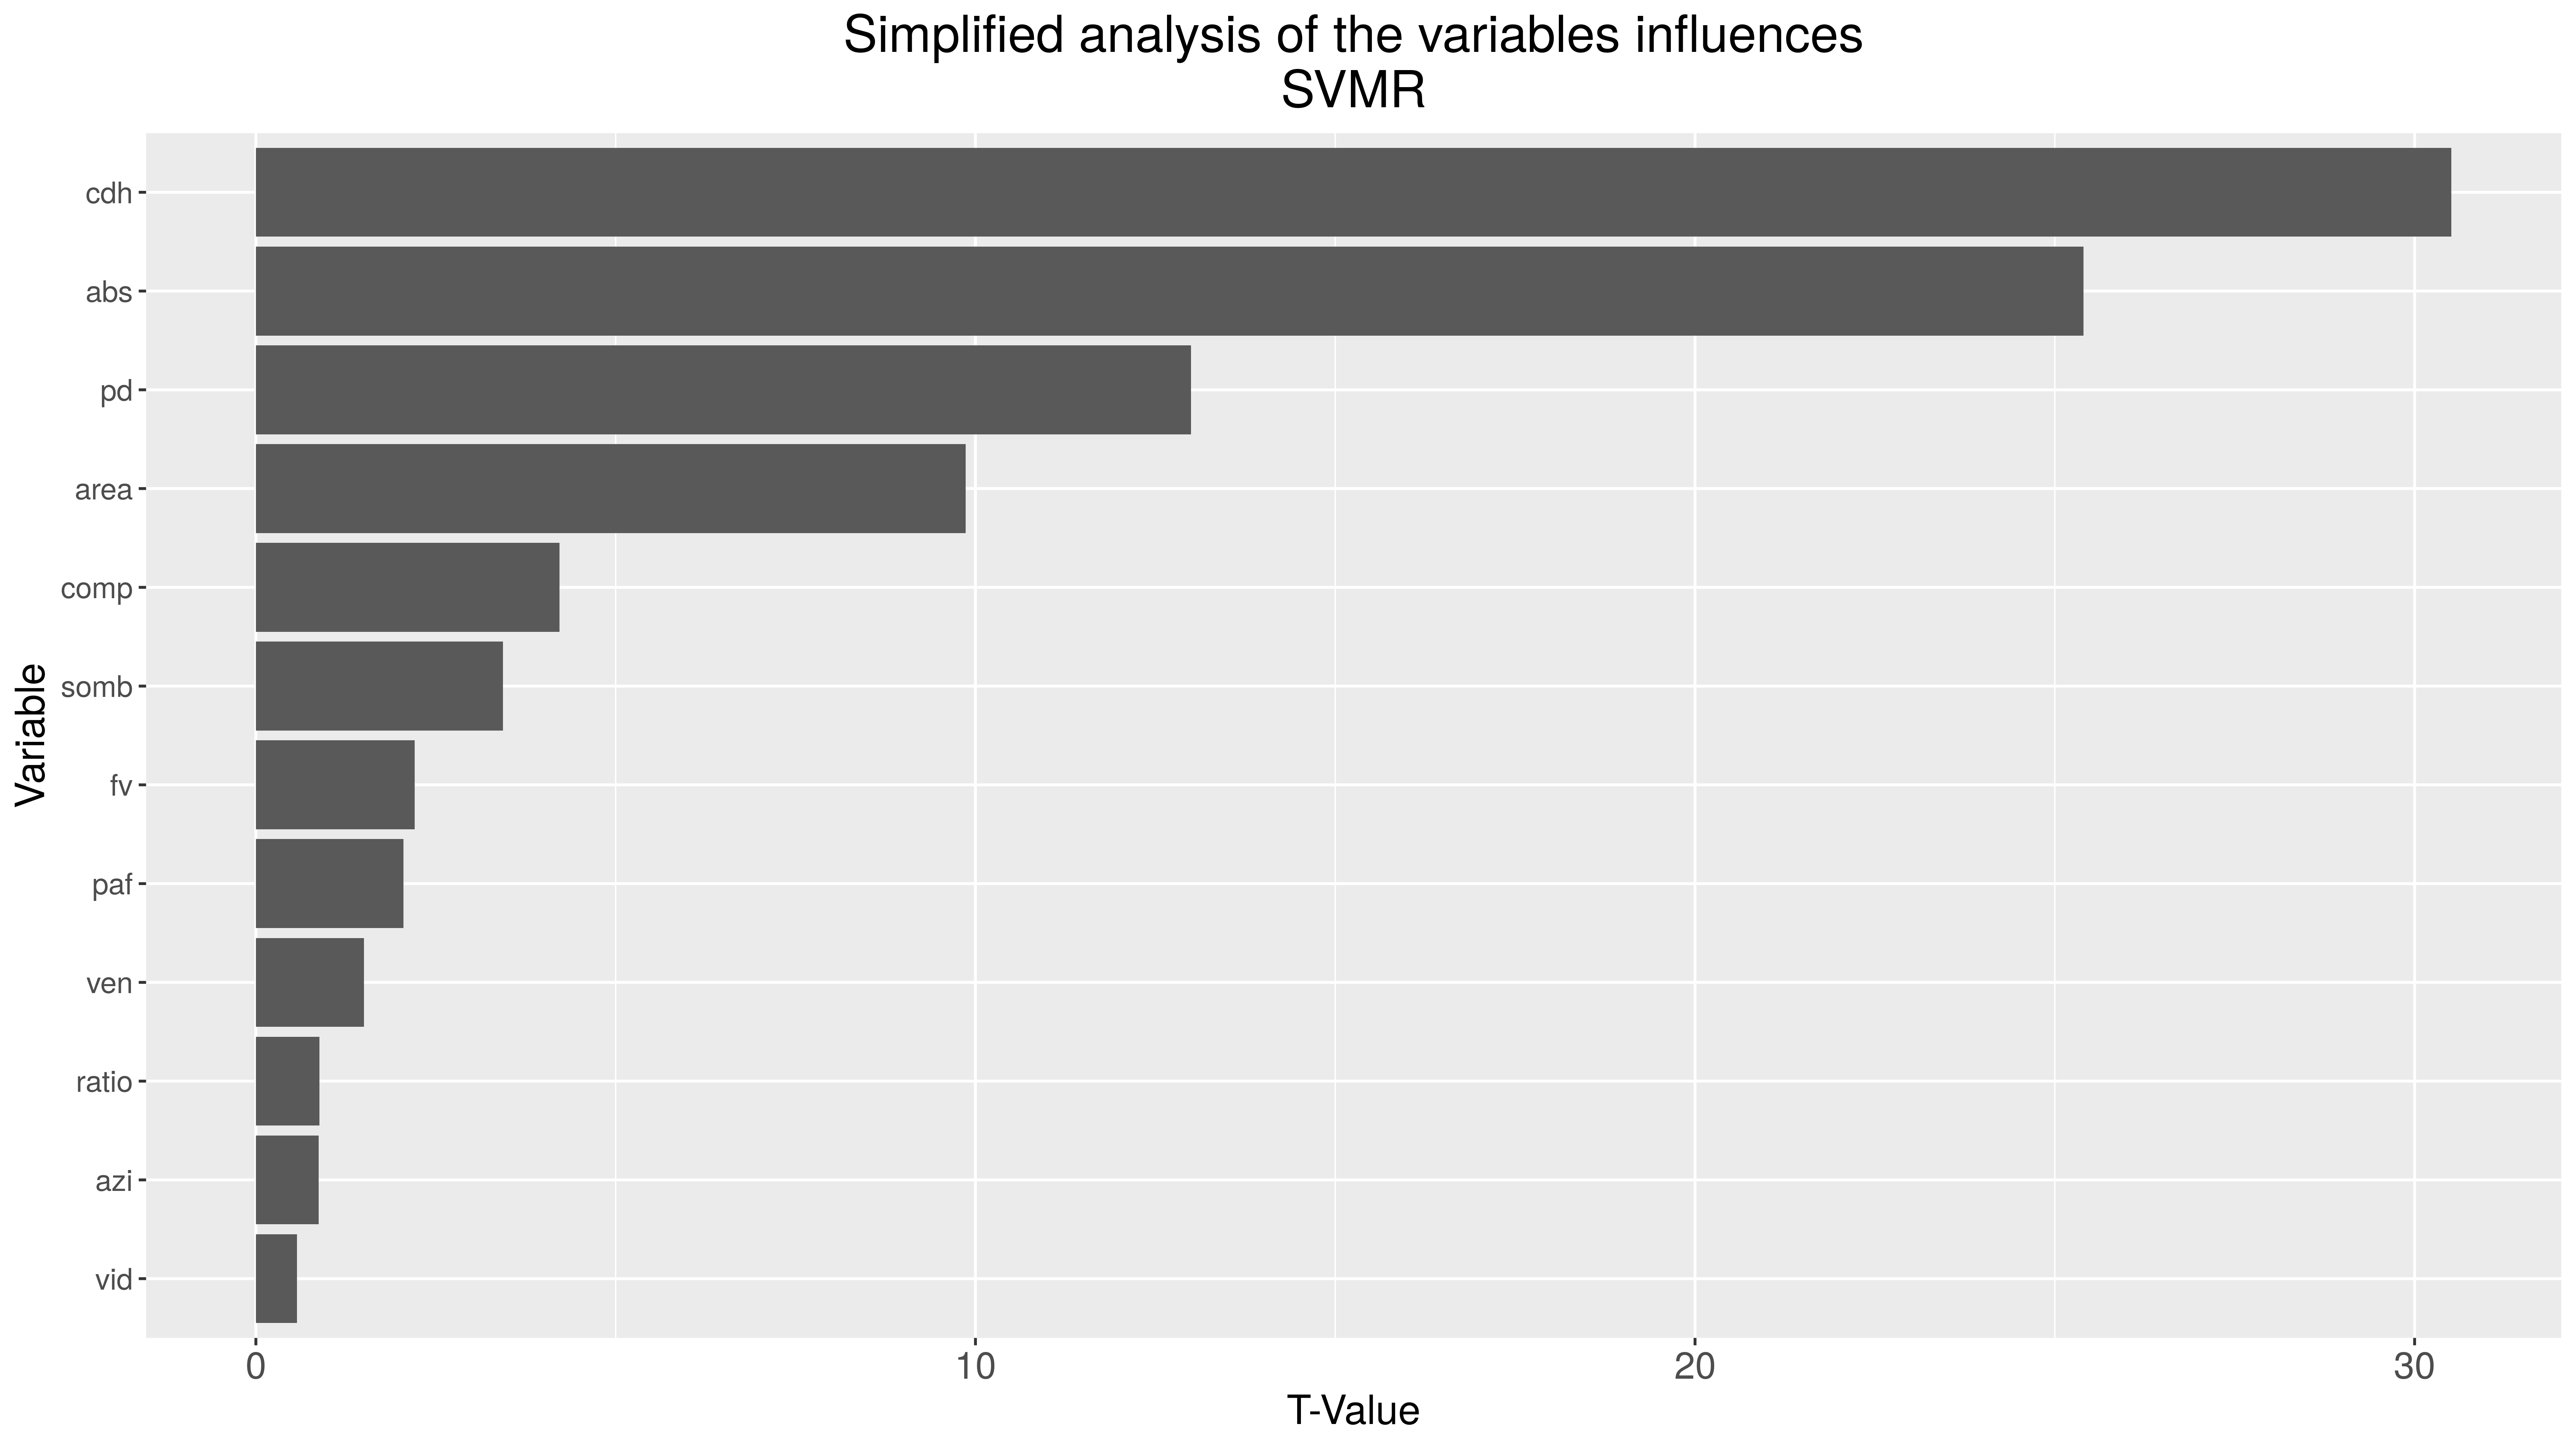 Simplified analysis of the variables influences
SVMR
Variable
cdh
abs
pd
area
comp
somb
fv
paf
ven
ratio
azi
vid
0 10 20 30
T-Value